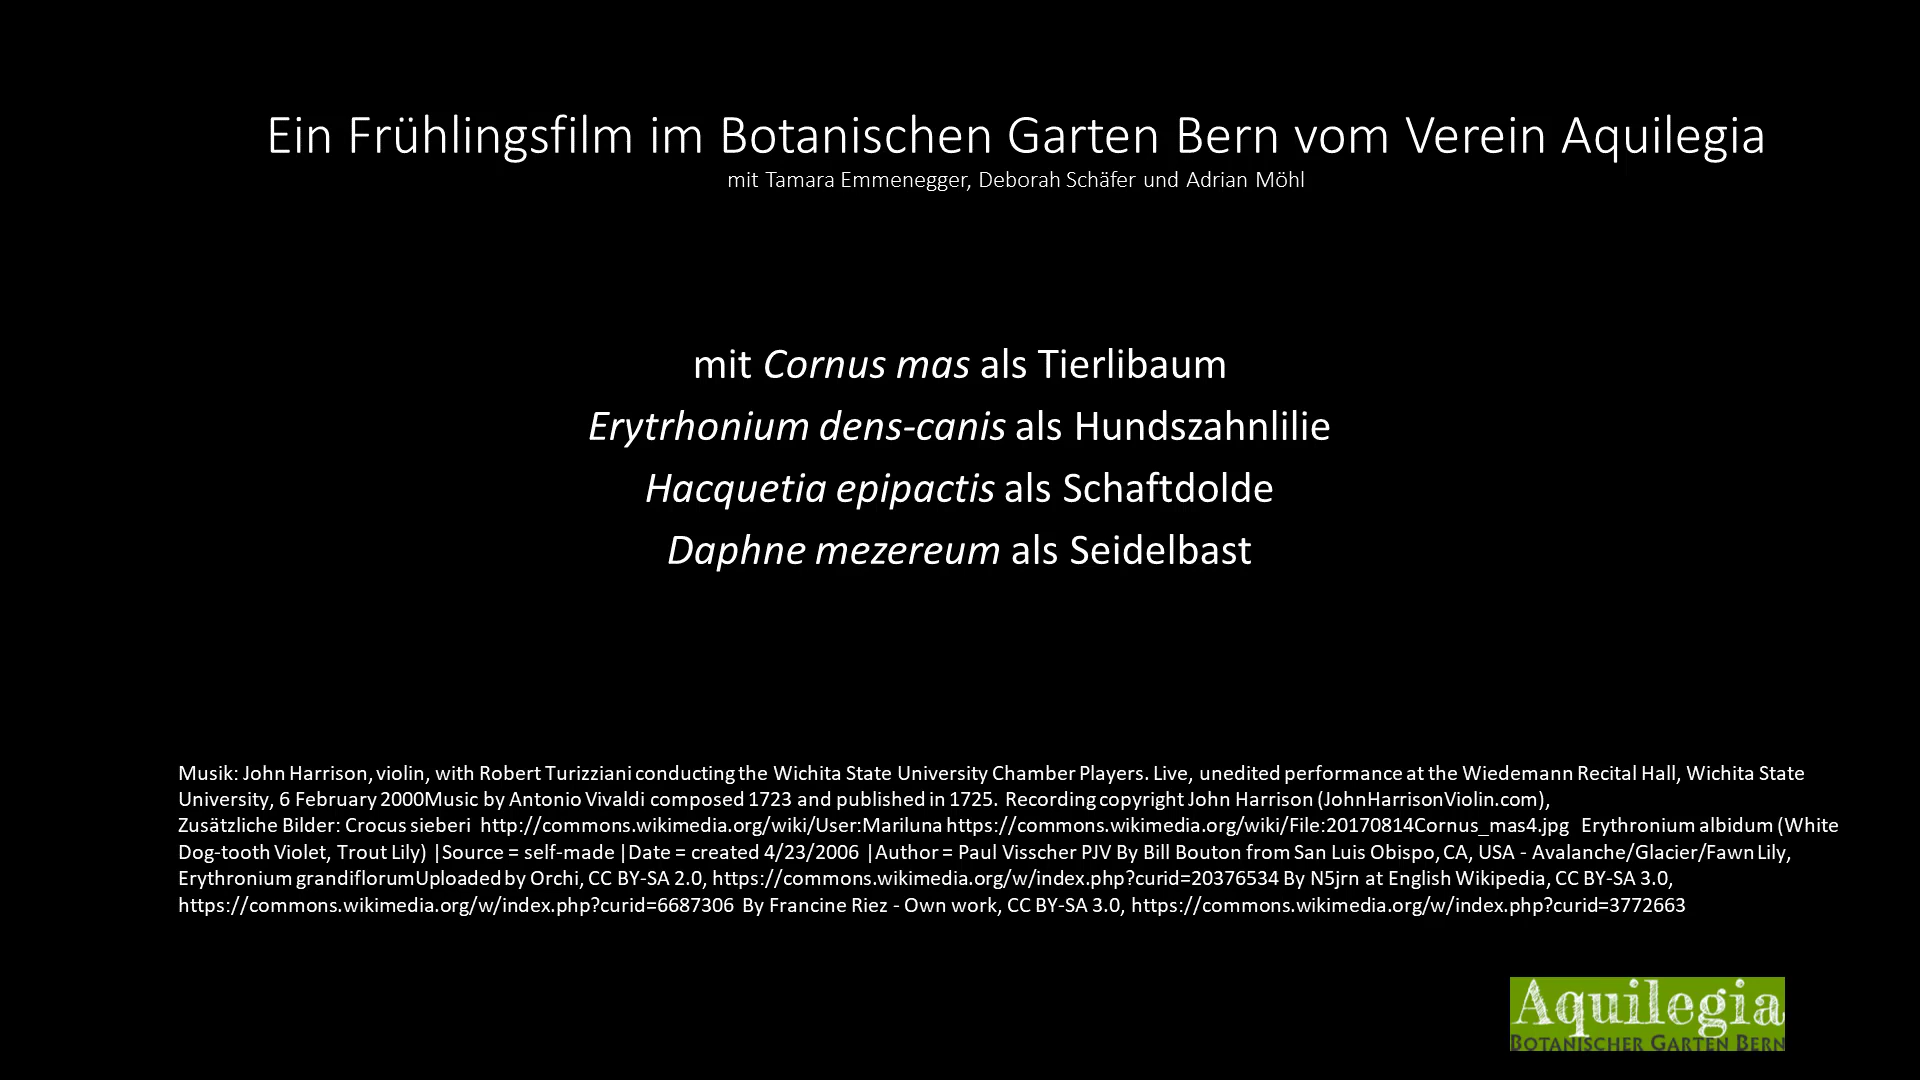 Ein Frühlingsfilm im Botanischen Garten Bern vom Verein Aquilegia
mit Tamara Emmenegger, Deborah Schäfer und Adrian Möhl
mit Cornus mas als Tierlibaum
Erytrhonium dens-canis als Hundszahnlilie
Hacquetia epipactis als Schaftdolde
Daphne mezereum als Seidelbast
Musik: John Harrison, violin, with Robert Turizziani conducting the Wichita State University Chamber Players. Live, unedited performance at the Wiedemann Recital Hall, Wichita State
University, 6 February 2000Music by Antonio Vivaldi composed 1723 and published in 1725. Recording copyright John Harrison (JohnHarrisonViolin.com),
Zusätzliche Bilder: Crocus sieberi http://commons.wikimedia.org/wiki/User:Mariluna https://commons.wikimedia.org/wiki/File:20170814Cornus_mas4.jpg Erythronium albidum (White
Dog-tooth Violet, Trout Lily) |Source = self-made |Date = created 4/23/2006 |Author = Paul Visscher PJV By Bill Bouton from San Luis Obispo, CA, USA - Avalanche/Glacier/Fawn Lily,
Erythronium grandiflorumUploaded by Orchi, CC BY-SA 2.0, https://commons.wikimedia.org/w/index.php?curid=20376534 By N5jrn at English Wikipedia, CC BY-SA 3.0,
https://commons.wikimedia.org/w/index.php?curid=6687306 By Francine Riez - Own work, CC BY-SA 3.0, https://commons.wikimedia.org/w/index.php?curid=3772663
Aquilegia
BOTANISCHER GARTEN BERN